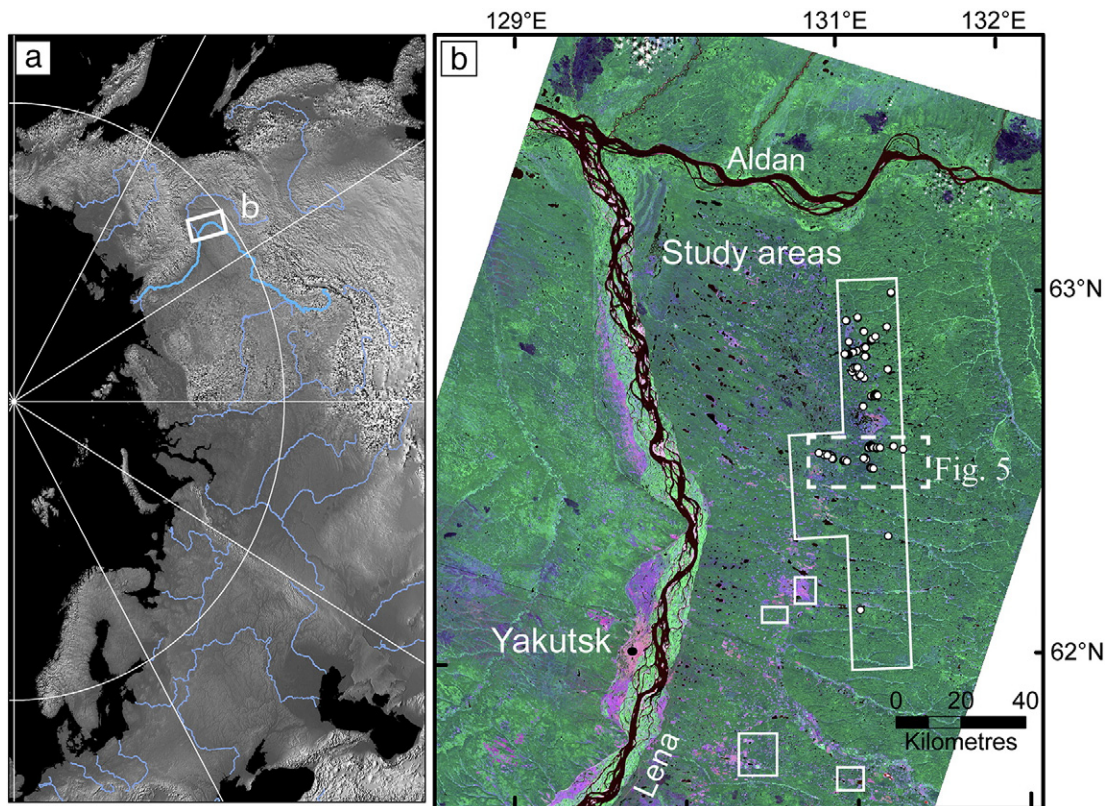 129°E 131°E 132°E
a
b
b
Aldan
Study areas
63°N
Fig. 5
Yakutsk
62°N
0 20 40
Kilometres
Lena